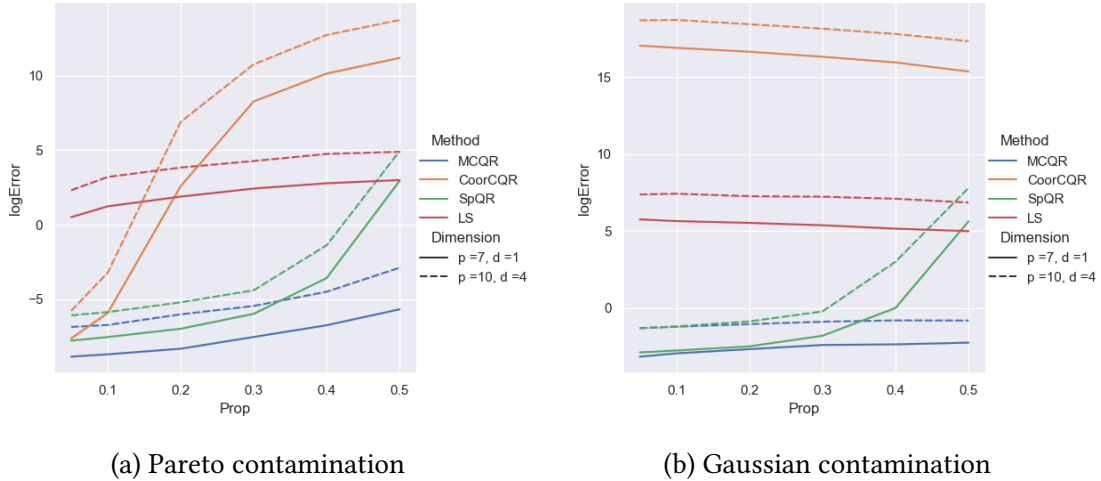 10
5
0
−5
logError
0.1
0.2
0.3
0.4
0.5
Prop
Method
MCQR
CoorCQR
SpQR
LS
Dimension
p =7, d =1
p =10, d =4
(a) Pareto contamination
15
10
5
0
logError
0.1
0.2
0.3
0.4
0.5
Prop
Method
MCQR
CoorCQR
SpQR
LS
Dimension
p =7, d =1
p =10, d =4
(b) Gaussian contamination